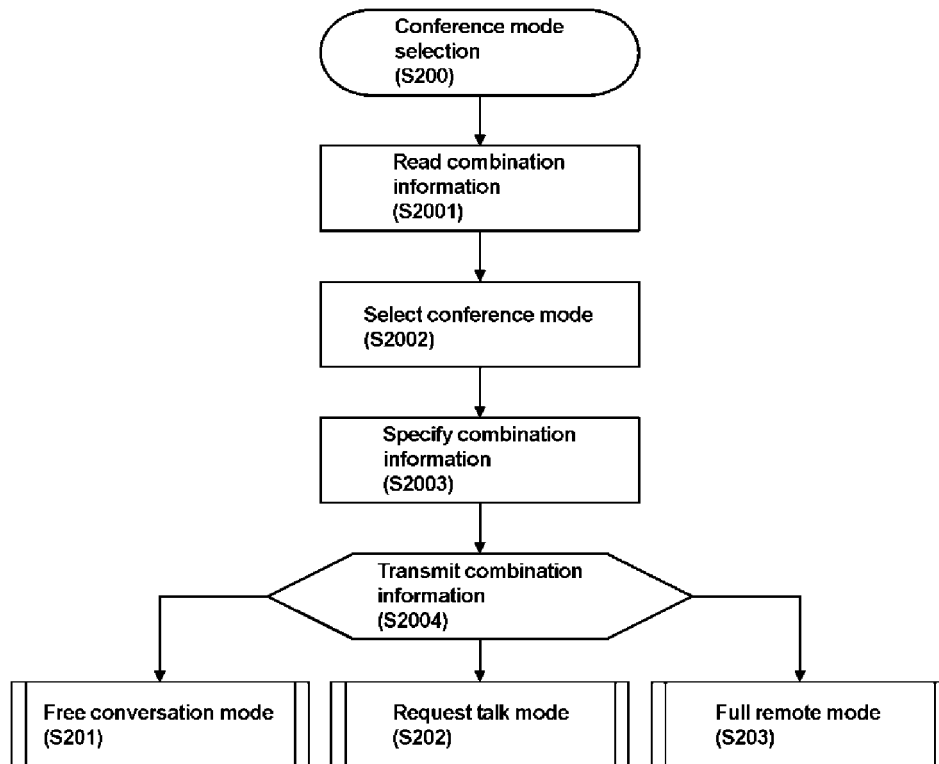 Conference mode
selection
(S200)
Read combination
information
(S2001)
Select conference mode
(S2002)
Specify combination
information
(S2003)
Transmit combination
information
(S2004)
Free conversation mode
(S201)
Request talk mode
(S202)
Full remote mode
(S203)